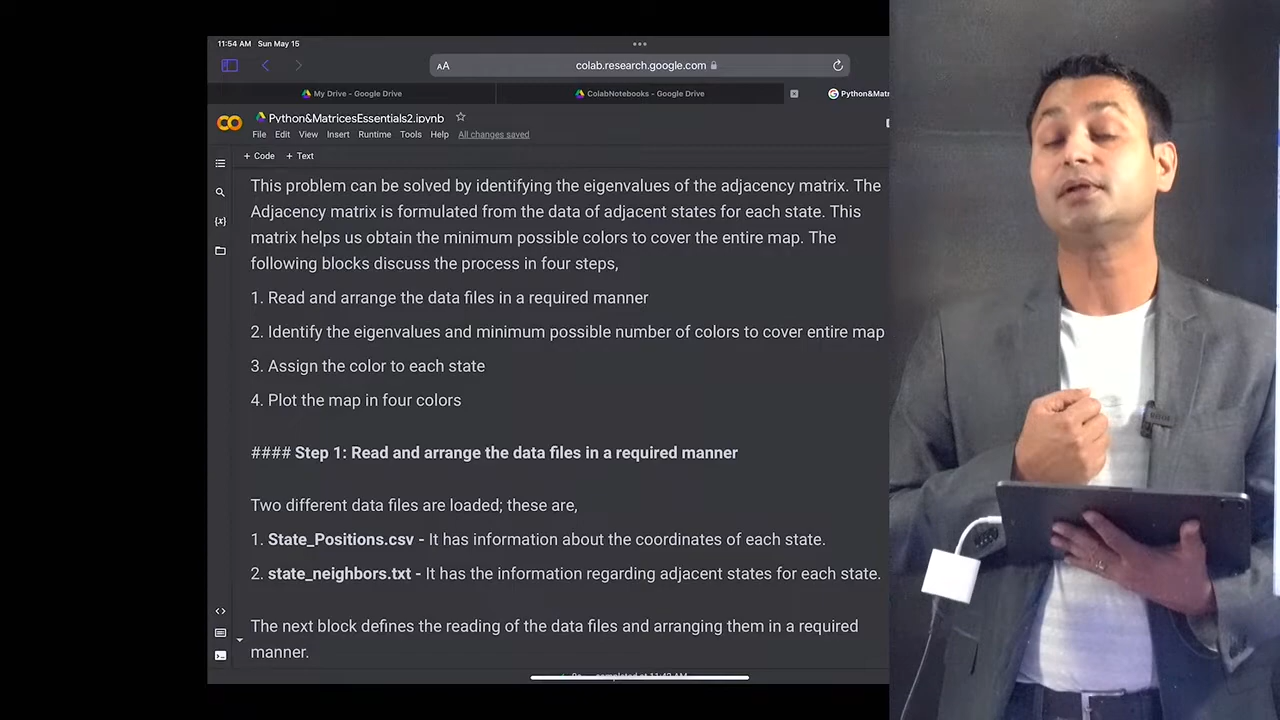 11:54 AM Sun May 15
AA colab.research.google.com
My Drive - Google Drive
ColabNotebooks - Google Drive
Python&Matr
Python&MatricesEssentials2.ipynb
File Edit View Insert Runtime Tools Help All changes saved
+ Code + Text
This problem can be solved by identifying the eigenvalues of the adjacency matrix. The
Adjacency matrix is formulated from the data of adjacent states for each state. This
matrix helps us obtain the minimum possible colors to cover the entire map. The
following blocks discuss the process in four steps,
1. Read and arrange the data files in a required manner
2. Identify the eigenvalues and minimum possible number of colors to cover entire map
3. Assign the color to each state
4. Plot the map in four colors
#### Step 1: Read and arrange the data files in a required manner
Two different data files are loaded; these are,
1. State_Positions.csv - It has information about the coordinates of each state.
2. state_neighbors.txt - It has the information regarding adjacent states for each state.
The next block defines the reading of the data files and arranging them in a required
manner.
completed at 11:42 AM